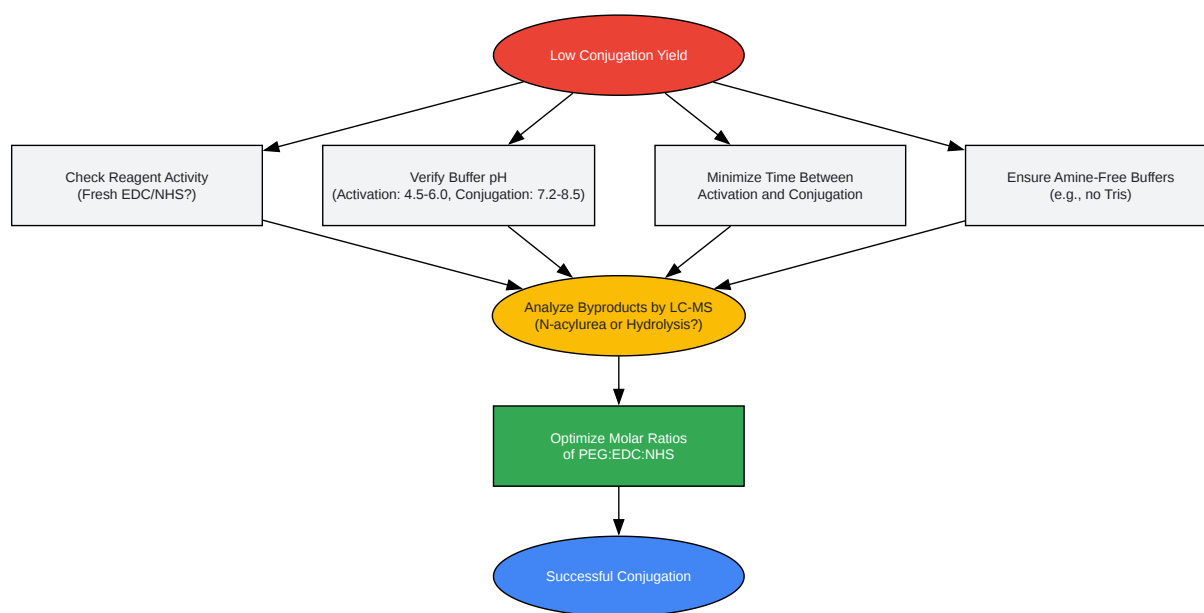 Low Conjugation Yield
Check Reagent Activity
(Fresh EDC/NHS?)
Verify Buffer pH
(Activation: 4.5-6.0, Conjugation: 7.2-8.5)
Minimize Time Between
Activation and Conjugation
Ensure Amine-Free Buffers
(e.g., no Tris)
Analyze Byproducts by LC-MS
(N-acylurea or Hydrolysis?)
Optimize Molar Ratios
of PEG:EDC:NHS
Successful Conjugation